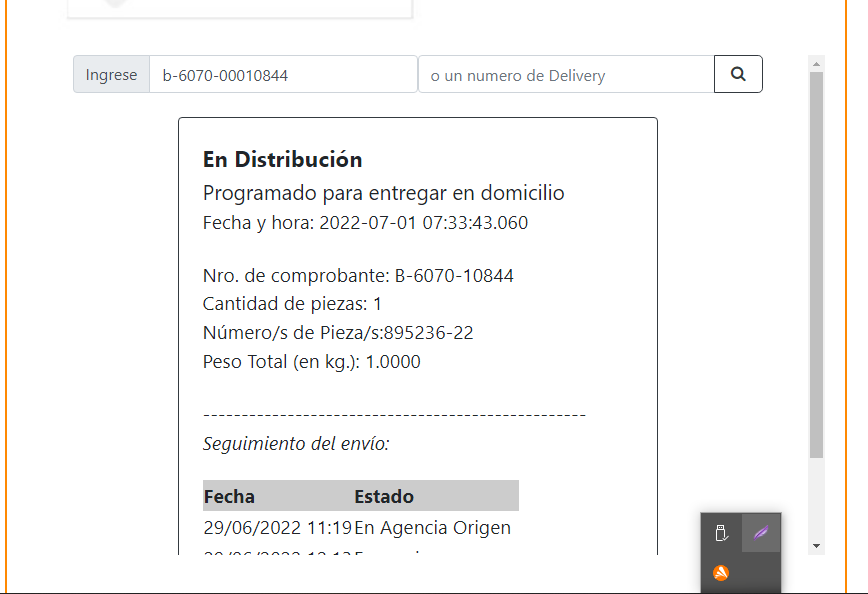 Ingrese b-6070-00010844 o un numero de Delivery
En Distribución
Programado para entregar en domicilio
Fecha y hora: 2022-07-01 07:33:43.060
Nro. de comprobante: B-6070-10844
Cantidad de piezas: 1
Número/s de Pieza/s:895236-22
Peso Total (en kg.): 1.0000
--------------------------------------------------
Seguimiento del envío:
Fecha Estado
29/06/2022 11:19 En Agencia Origen